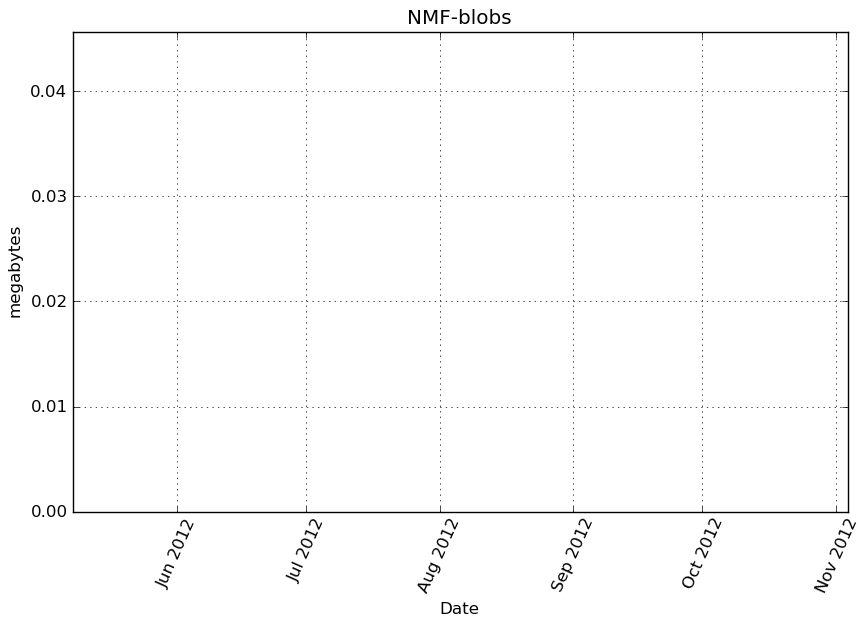 NMF-blobs
0.04
0.03
0.02
0.01
0.00
megabytes
Jun 2012
Jul 2012
Aug 2012
Sep 2012
Oct 2012
Nov 2012
Date